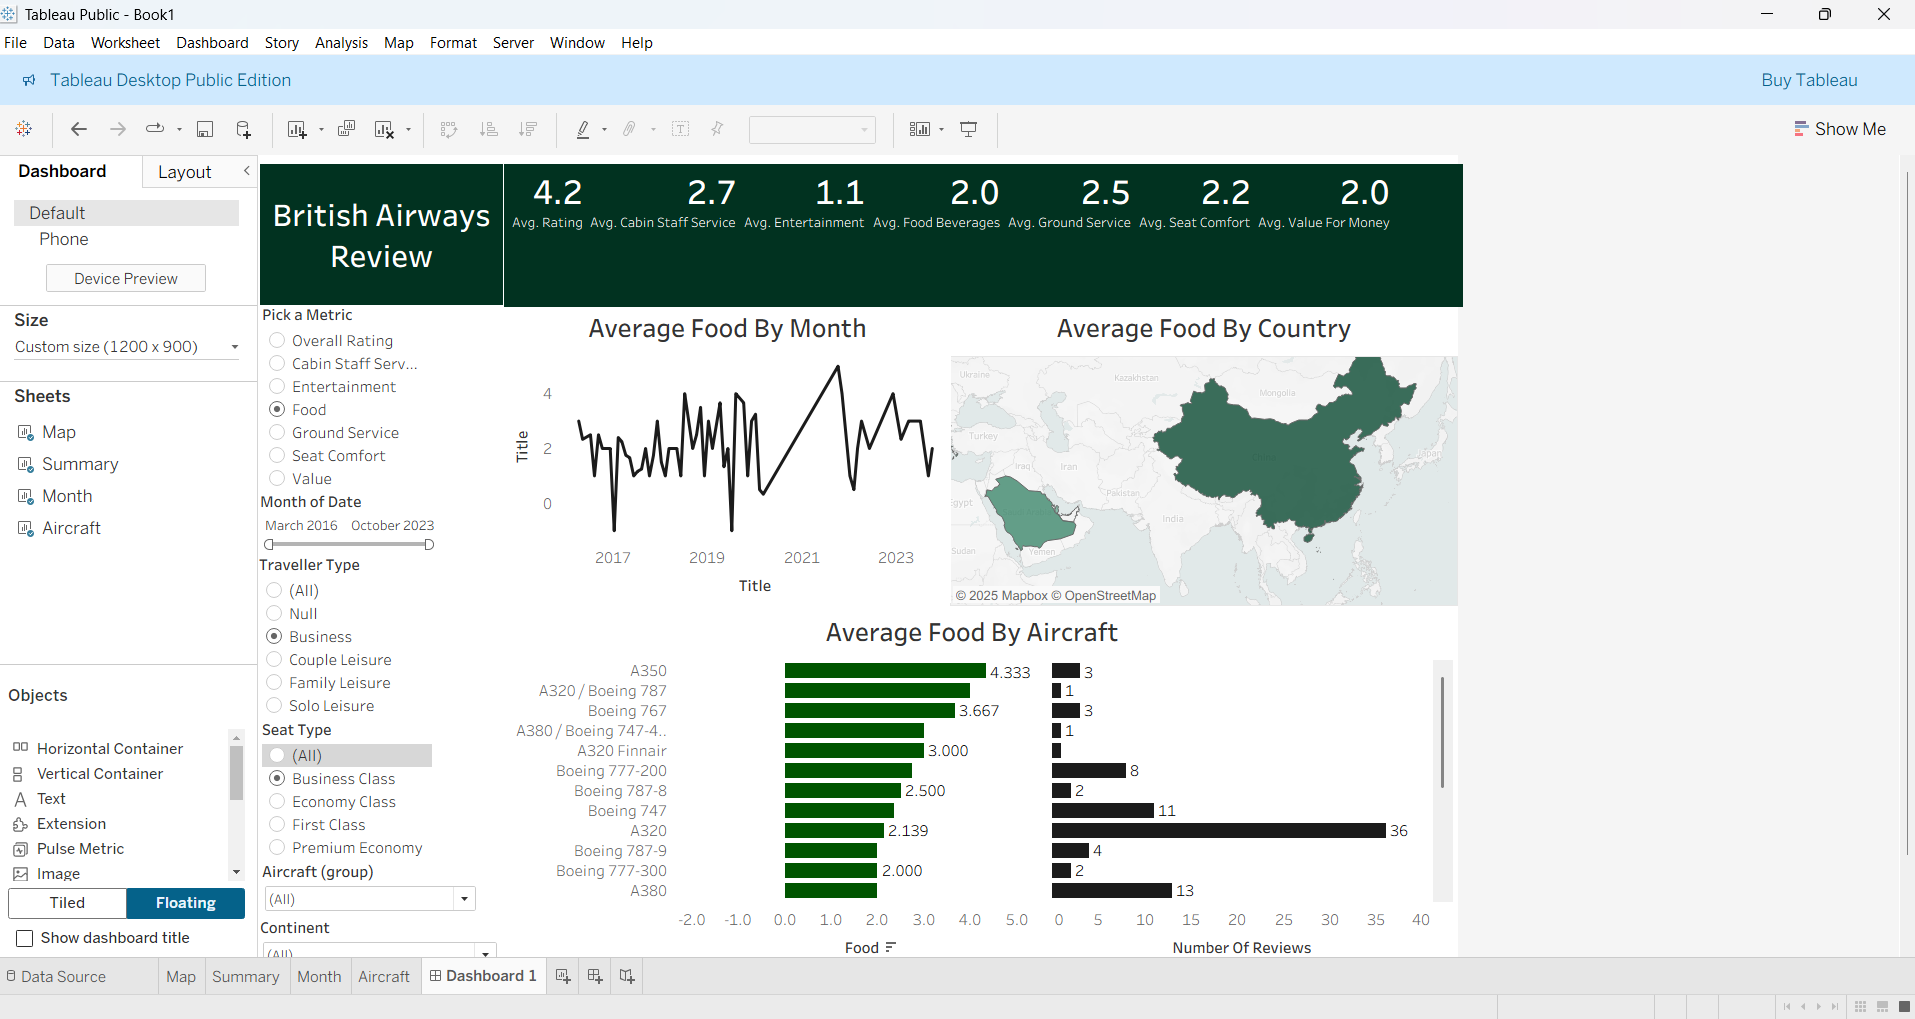 Tableau Public - Book1
File Data Worksheet Dashboard Story Analysis Map Format Server Window Help
Tableau Desktop Public Edition
Buy Tableau
Show Me
Dashboard
Layout
Default
Phone
Device Preview
Size
Custom size (1200 x 900)
Sheets
Map
Summary
Month
Aircraft
Objects
Horizontal Container
Vertical Container
Text
Extension
Pulse Metric
Image
Tiled
Floating
Show dashboard title
British Airways
Review
4.2 2.7 1.1 2.0 2.5 2.2 2.0
Avg. Rating Avg. Cabin Staff Service Avg. Entertainment Avg. Food Beverages Avg. Ground Service Avg. Seat Comfort Avg. Value For Money
Pick a Metric
Overall Rating
Cabin Staff Serv...
Entertainment
Food
Ground Service
Seat Comfort
Value
Month of Date
March 2016 October 2023
Traveller Type
(All)
Null
Business
Couple Leisure
Family Leisure
Solo Leisure
Seat Type
(All)
Business Class
Economy Class
First Class
Premium Economy
Aircraft (group)
(All)
Continent
(All)
Average Food By Month
4
2
0
Title
2017 2019 2021 2023
Title
Average Food By Country
Ukraine
Kazakhstan
Mongolia
Turkey
Japan
Iraq
Iran
Pakistan
gypt
India
Sudan
Yemen
© 2025 Mapbox © OpenStreetMap
Average Food By Aircraft
A350 4.333 3
A320 / Boeing 787 1
Boeing 767 3.667 3
A380 / Boeing 747-4.. 1
A320 Finnair 3.000
Boeing 777-200 8
Boeing 787-8 2.500 2
Boeing 747 11
A320 2.139 36
Boeing 787-9 4
Boeing 777-300 2.000 2
A380 13
-2.0 -1.0 0.0 1.0 2.0 3.0 4.0 5.0 0 5 10 15 20 25 30 35 40
Food
Number Of Reviews
Data Source Map Summary Month Aircraft Dashboard 1